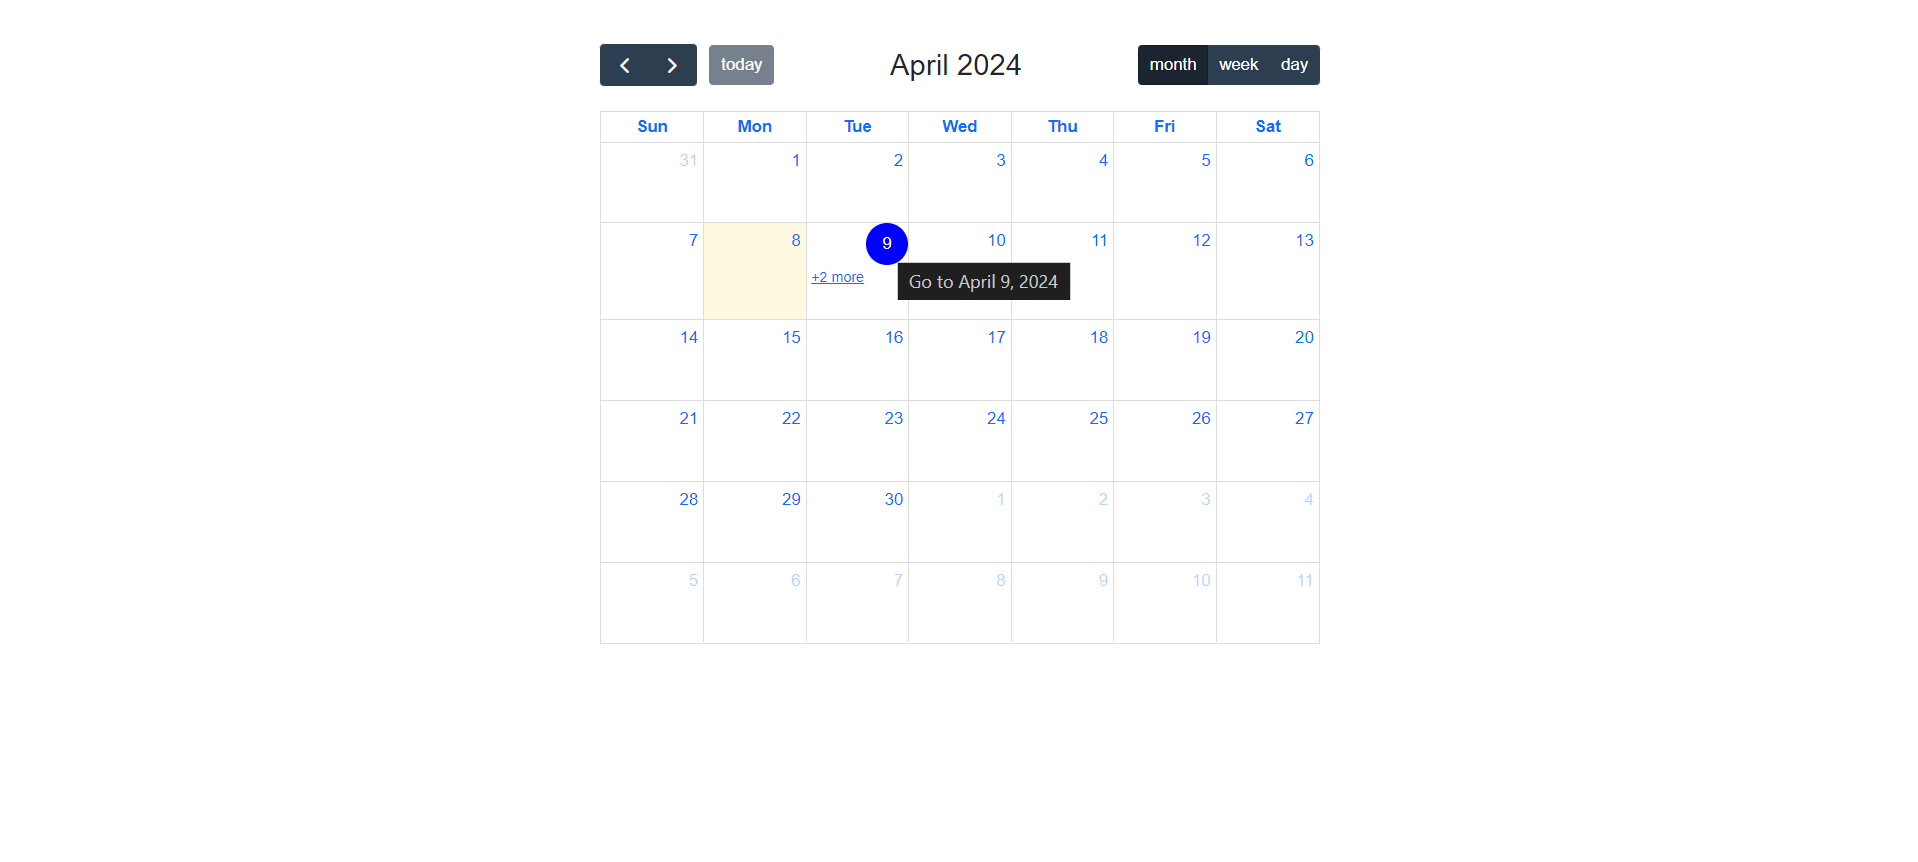 today April 2024 month week day
Sun Mon Tue Wed Thu Fri Sat
31 1 2 3 4 5 6
7 8 9 10 11 12 13
+2 more Go to April 9, 2024
14 15 16 17 18 19 20
21 22 23 24 25 26 27
28 29 30 1 2 3 4
5 6 7 8 9 10 11